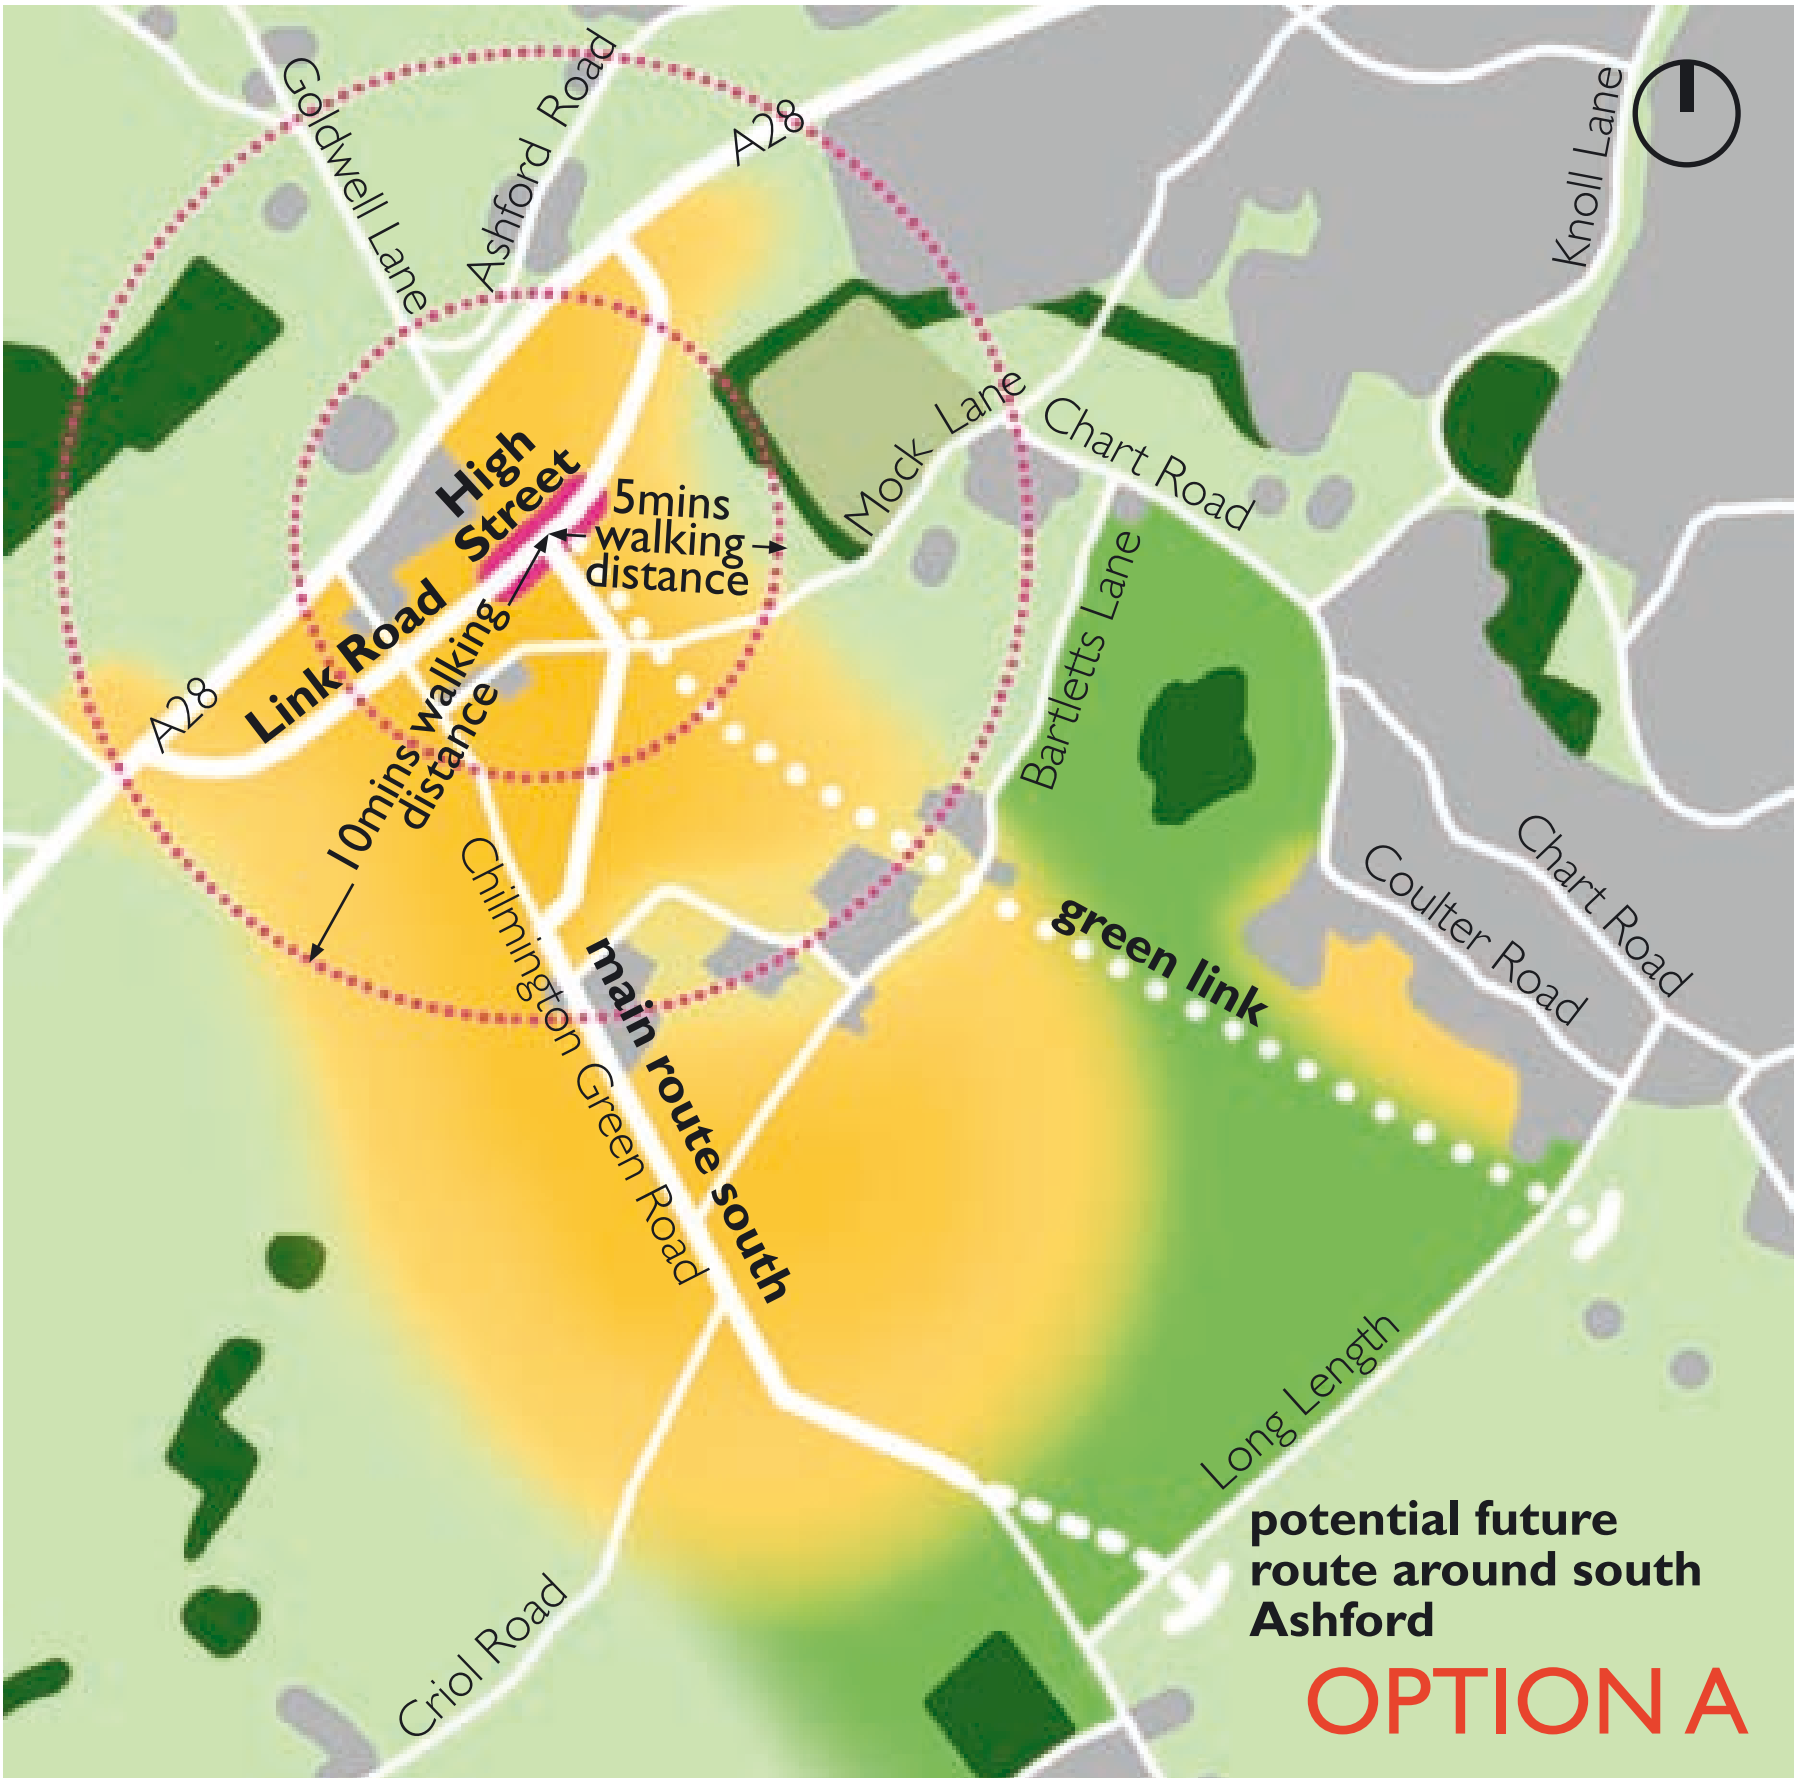 Goldwell Lane
Ashford Road
A28
Knoll Lane
High
Street
5mins
walking
distance
Mock Lane
Chart Road
Bartletts Lane
Link Road
A28
10mins walking
distance
Chilmington Green Road
main route south
green link
Chart Road
Coulter Road
Long Length
Criol Road
potential future
route around south
Ashford
OPTION A